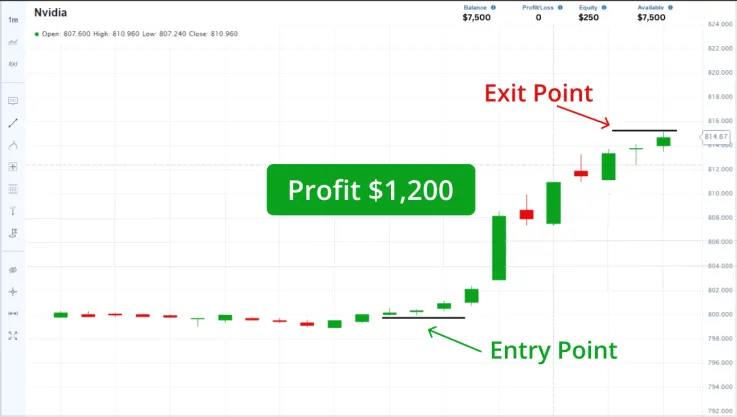 Nvidia
Balance Profit/Loss Equity Available
$7,500 0 $250 $7,500
1m
Open: 807.600 High: 810.960 Low: 807.240 Close: 810.960
f(x)
824.000
822.000
820.000
818.000
816.000
814.67
814.000
812.000
810.000
808.000
806.000
804.000
802.000
800.000
798.000
796.000
794.000
792.000
Exit Point
Profit $1,200
Entry Point